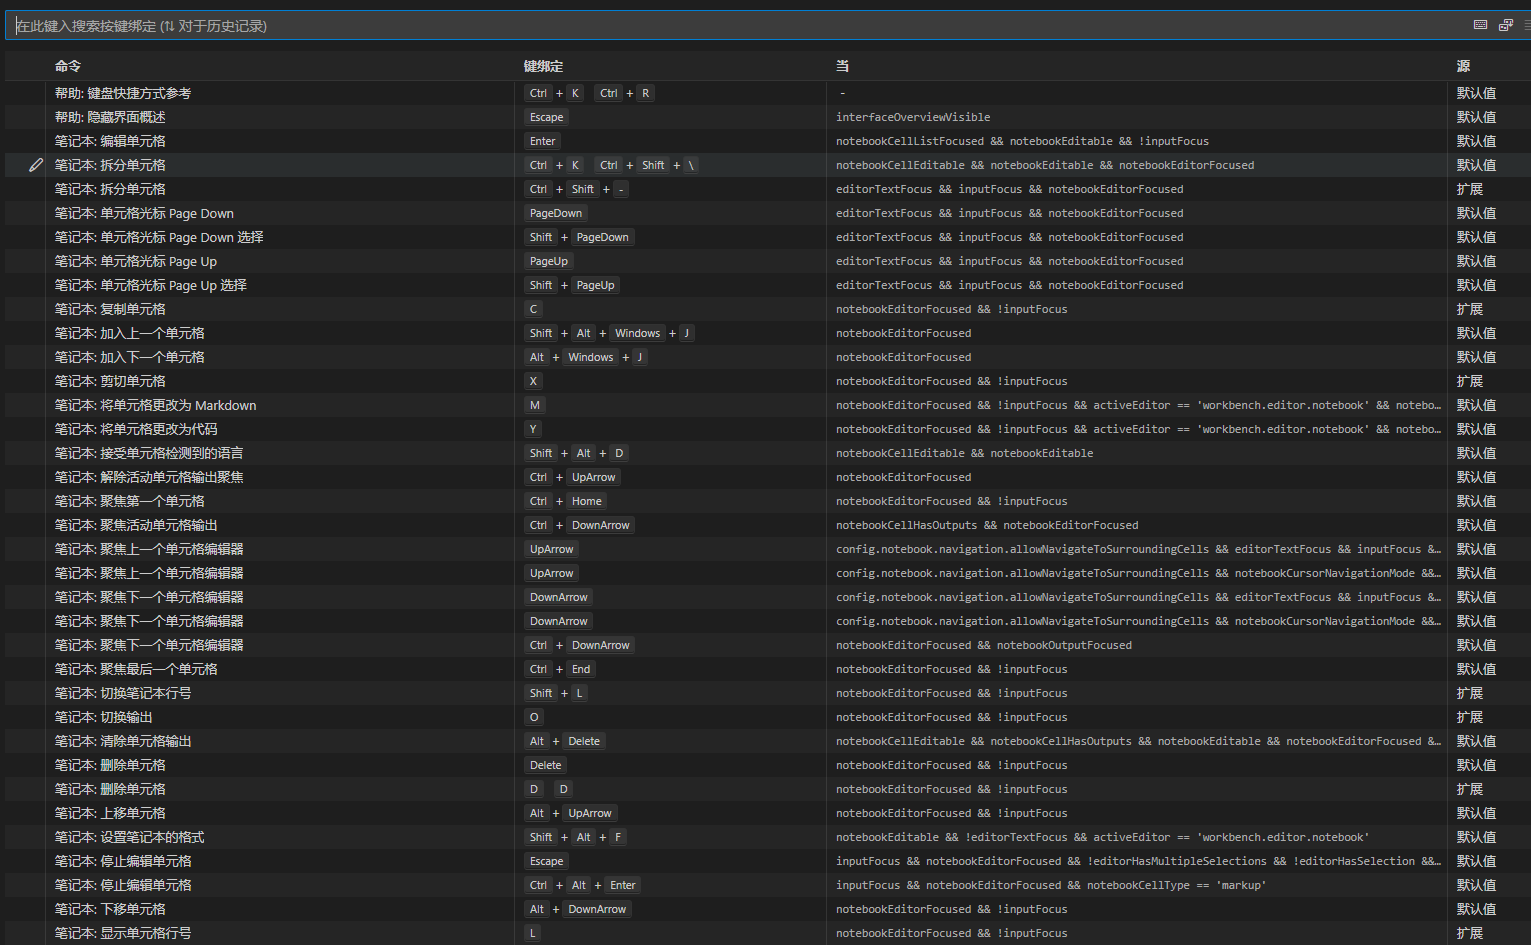 在此键入搜索按键绑定 (⇅ 对于历史记录)
命令 键绑定 当 源
帮助: 键盘快捷方式参考 Ctrl + K Ctrl + R - 默认值
帮助: 隐藏界面概述 Escape interfaceOverviewVisible 默认值
笔记本: 编辑单元格 Enter notebookCellListFocused && notebookEditable && !inputFocus 默认值
笔记本: 拆分单元格 Ctrl + K Ctrl + Shift + \ notebookCellEditable && notebookEditable && notebookEditorFocused 默认值
笔记本: 拆分单元格 Ctrl + Shift + - editorTextFocus && inputFocus && notebookEditorFocused 扩展
笔记本: 单元格光标 Page Down PageDown editorTextFocus && inputFocus && notebookEditorFocused 默认值
笔记本: 单元格光标 Page Down 选择 Shift + PageDown editorTextFocus && inputFocus && notebookEditorFocused 默认值
笔记本: 单元格光标 Page Up PageUp editorTextFocus && inputFocus && notebookEditorFocused 默认值
笔记本: 单元格光标 Page Up 选择 Shift + PageUp editorTextFocus && inputFocus && notebookEditorFocused 默认值
笔记本: 复制单元格 C notebookEditorFocused && !inputFocus 扩展
笔记本: 加入上一个单元格 Shift + Alt + Windows + J notebookEditorFocused 默认值
笔记本: 加入下一个单元格 Alt + Windows + J notebookEditorFocused 默认值
笔记本: 剪切单元格 X notebookEditorFocused && !inputFocus 扩展
笔记本: 将单元格更改为 Markdown M notebookEditorFocused && !inputFocus && activeEditor == 'workbench.editor.notebook' && notebo… 默认值
笔记本: 将单元格更改为代码 Y notebookEditorFocused && !inputFocus && activeEditor == 'workbench.editor.notebook' && notebo… 默认值
笔记本: 接受单元格检测到的语言 Shift + Alt + D notebookCellEditable && notebookEditable 默认值
笔记本: 解除活动单元格输出聚焦 Ctrl + UpArrow notebookEditorFocused 默认值
笔记本: 聚焦第一个单元格 Ctrl + Home notebookEditorFocused && !inputFocus 默认值
笔记本: 聚焦活动单元格输出 Ctrl + DownArrow notebookCellHasOutputs && notebookEditorFocused 默认值
笔记本: 聚焦上一个单元格编辑器 UpArrow config.notebook.navigation.allowNavigateToSurroundingCells && editorTextFocus && inputFocus &… 默认值
笔记本: 聚焦上一个单元格编辑器 UpArrow config.notebook.navigation.allowNavigateToSurroundingCells && notebookCursorNavigationMode &&… 默认值
笔记本: 聚焦下一个单元格编辑器 DownArrow config.notebook.navigation.allowNavigateToSurroundingCells && editorTextFocus && inputFocus &… 默认值
笔记本: 聚焦下一个单元格编辑器 DownArrow config.notebook.navigation.allowNavigateToSurroundingCells && notebookCursorNavigationMode &&… 默认值
笔记本: 聚焦下一个单元格编辑器 Ctrl + DownArrow notebookEditorFocused && notebookOutputFocused 默认值
笔记本: 聚焦最后一个单元格 Ctrl + End notebookEditorFocused && !inputFocus 默认值
笔记本: 切换笔记本行号 Shift + L notebookEditorFocused && !inputFocus 扩展
笔记本: 切换输出 O notebookEditorFocused && !inputFocus 扩展
笔记本: 清除单元格输出 Alt + Delete notebookCellEditable && notebookCellHasOutputs && notebookEditable && notebookEditorFocused &… 默认值
笔记本: 删除单元格 Delete notebookEditorFocused && !inputFocus 默认值
笔记本: 删除单元格 D D notebookEditorFocused && !inputFocus 扩展
笔记本: 上移单元格 Alt + UpArrow notebookEditorFocused && !inputFocus 默认值
笔记本: 设置笔记本的格式 Shift + Alt + F notebookEditable && !editorTextFocus && activeEditor == 'workbench.editor.notebook' 默认值
笔记本: 停止编辑单元格 Escape inputFocus && notebookEditorFocused && !editorHasMultipleSelections && !editorHasSelection &&… 默认值
笔记本: 停止编辑单元格 Ctrl + Alt + Enter inputFocus && notebookEditorFocused && notebookCellType == 'markup' 默认值
笔记本: 下移单元格 Alt + DownArrow notebookEditorFocused && !inputFocus 默认值
笔记本: 显示单元格行号 L notebookEditorFocused && !inputFocus 扩展